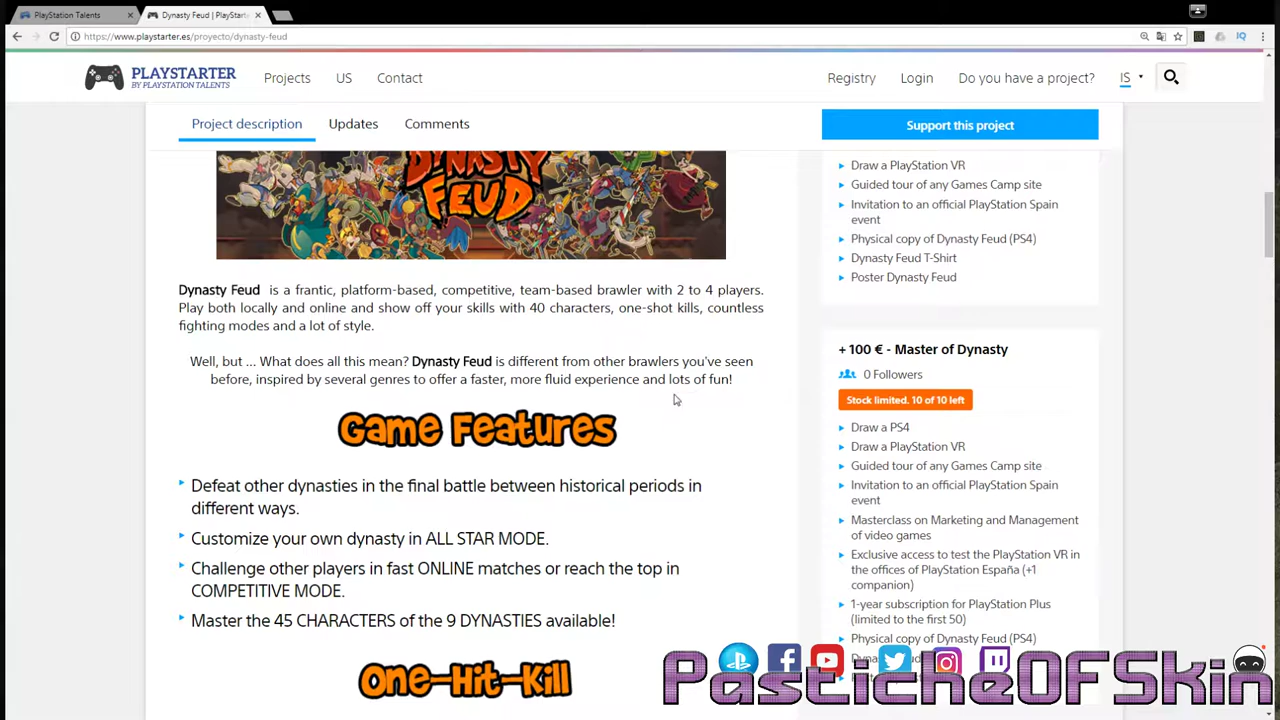 PlayStation Talents
Dynasty Feud | PlayStarte
https://www.playstarter.es/proyecto/dynasty-feud
PLAYSTARTER
BY PLAYSTATION TALENTS
Projects US Contact
Registry Login Do you have a project? IS
Project description Updates Comments
Support this project
DYNASTY
FEUD
Dynasty Feud is a frantic, platform-based, competitive, team-based brawler with 2 to 4 players.
Play both locally and online and show off your skills with 40 characters, one-shot kills, countless
fighting modes and a lot of style.
Well, but ... What does all this mean? Dynasty Feud is different from other brawlers you've seen
before, inspired by several genres to offer a faster, more fluid experience and lots of fun!
Game Features
Defeat other dynasties in the final battle between historical periods in
different ways.
Customize your own dynasty in ALL STAR MODE.
Challenge other players in fast ONLINE matches or reach the top in
COMPETITIVE MODE.
Master the 45 CHARACTERS of the 9 DYNASTIES available!
One-Hit-Kill
Draw a PlayStation VR
Guided tour of any Games Camp site
Invitation to an official PlayStation Spain
event
Physical copy of Dynasty Feud (PS4)
Dynasty Feud T-Shirt
Poster Dynasty Feud
+ 100 € - Master of Dynasty
0 Followers
Stock limited. 10 of 10 left
Draw a PS4
Draw a PlayStation VR
Guided tour of any Games Camp site
Invitation to an official PlayStation Spain
event
Masterclass on Marketing and Management
of video games
Exclusive access to test the PlayStation VR in
the offices of PlayStation España (+1
companion)
1-year subscription for PlayStation Plus
(limited to the first 50)
Physical copy of Dynasty Feud (PS4)
PasticheOFSkin